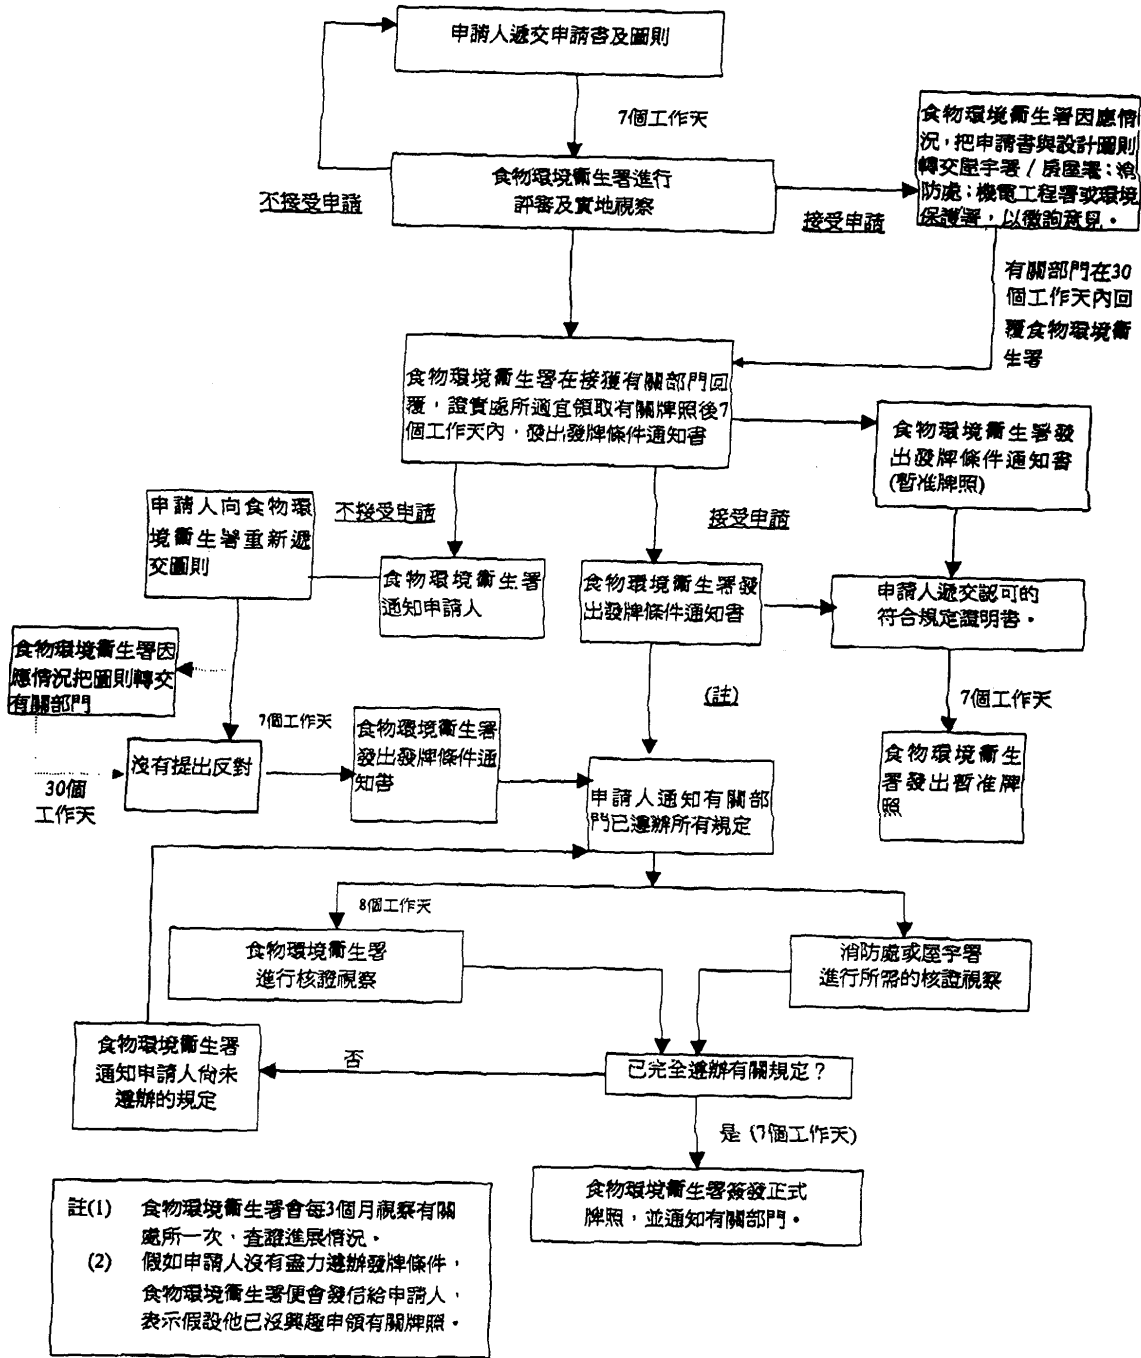 申請人遞交申請書及圖則
7個工作天
食物環境衞生署因應情
況，把申請書與設計圖則
轉交屋宇署 / 房屋署；消
防處；機電工程署或環境
保護署，以徵詢意見。
食物環境衞生署進行
評審及實地視察
不接受申請
接受申請
有關部門在30
個工作天內回
覆食物環境衞
生署
食物環境衞生署在接獲有關部門回
覆，證實處所適宜領取有關牌照後7
個工作天內，發出發牌條件通知書
食物環境衞生署發
出發牌條件通知書
(暫准牌照)
申請人向食物環
境衞生署重新遞
交圖則
不接受申請
接受申請
食物環境衞生署
通知申請人
食物環境衞生署發
出發牌條件通知書
申請人遞交認可的
符合規定證明書。
食物環境衞生署因
應情況把圖則轉交
有關部門
(註)
7個工作天
7個工作天
食物環境衞生署
發出發牌條件通
知書
沒有提出反對
30個
工作天
食物環境衞生
署發出暫准牌
照
申請人通知有關部
門已遵辦所有規定
8個工作天
食物環境衞生署
進行核證視察
消防處或屋宇署
進行所需的核證視察
食物環境衞生署
通知申請人尚未
遵辦的規定
否
已完全遵辦有關規定？
是 (7個工作天)
食物環境衞生署簽發正式
牌照，並通知有關部門。
註(1) 食物環境衞生署會每3個月視察有關
處所一次，查證進展情況。
(2) 假如申請人沒有盡力遵辦發牌條件，
食物環境衞生署便會發信給申請人，
表示假設他已沒興趣申領有關牌照。